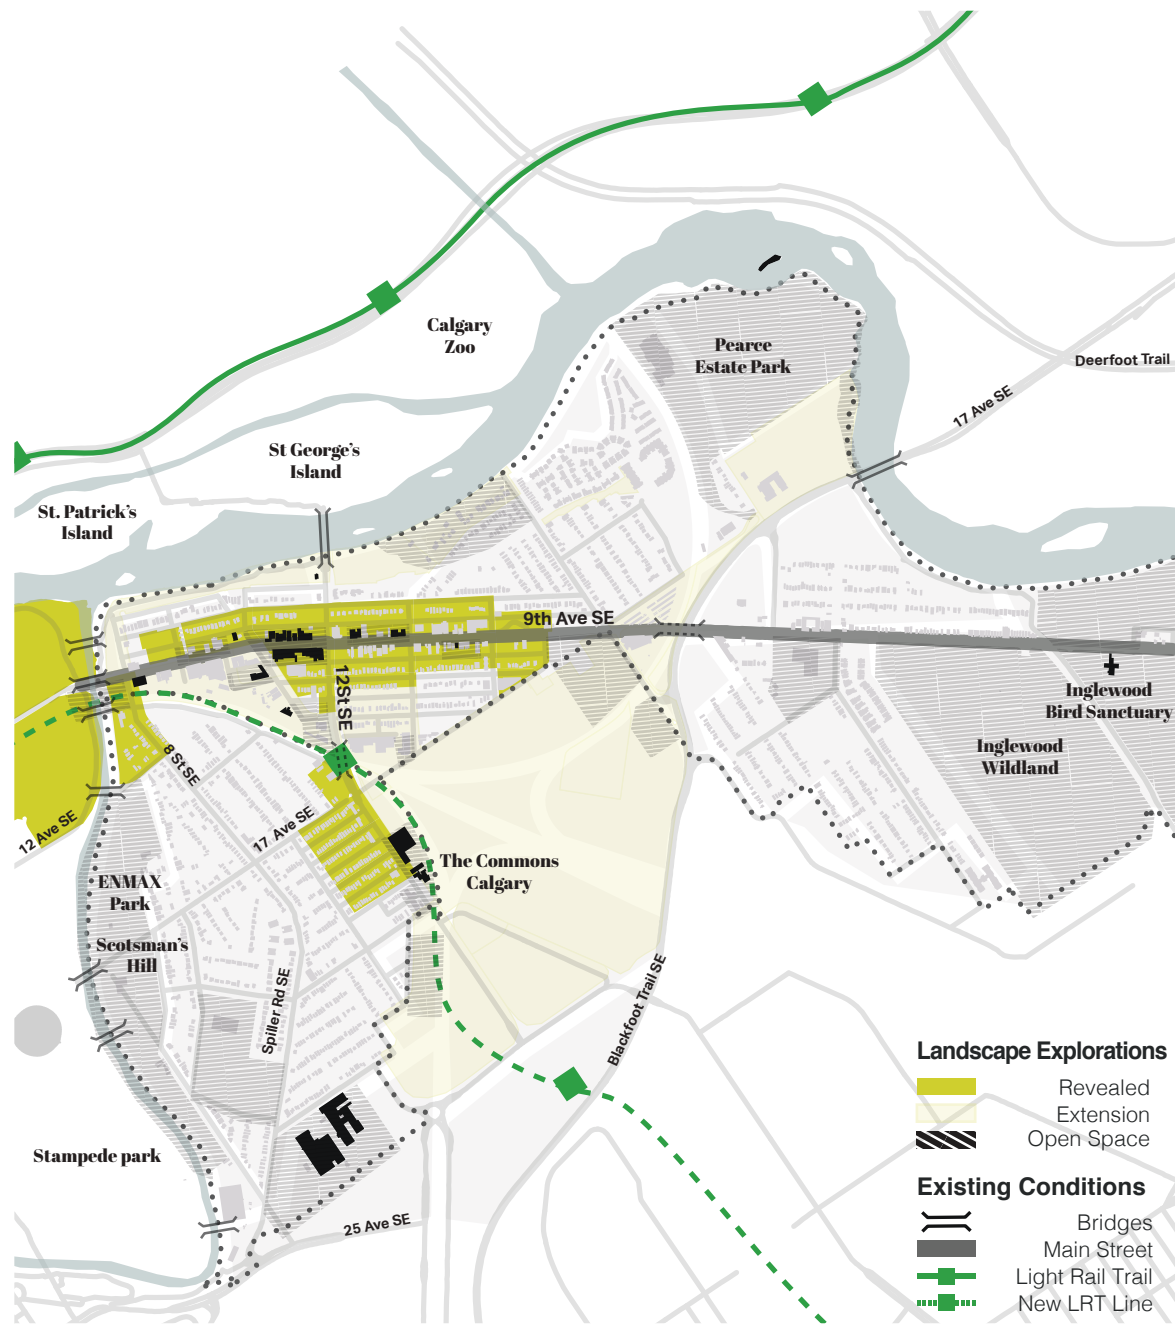 Calgary
Zoo
Pearce
Estate Park
Deerfoot Trail
17 Ave SE
St George's
Island
St. Patrick's
Island
9th Ave SE
12St SE
Inglewood
Bird Sanctuary
Inglewood
Wildland
8 St SE
12 Ave SE
17 Ave SE
The Commons
Calgary
ENMAX
Park
Scotsman's
Hill
Spiller Rd SE
Blackfoot Trail SE
Stampede park
25 Ave SE
Landscape Explorations
Revealed
Extension
Open Space
Existing Conditions
Bridges
Main Street
Light Rail Trail
New LRT Line